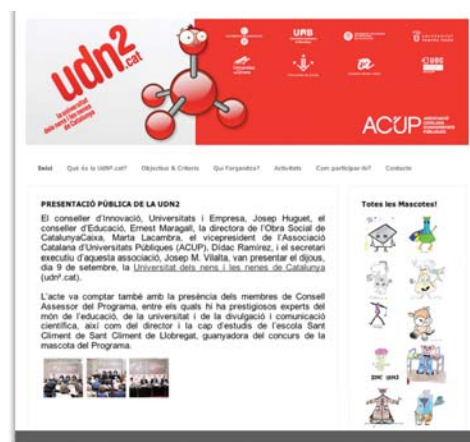 udn2
.cat
la universitat
dels nens i les nenes
de Catalunya
URB
UOC
ACUP
ASSOCIACIÓ
CATALANA
D'UNIVERSITATS
PÚBLIQUES
Inici Què és la UdN².cat? Objectius & Criteris Qui l'organitza? Activitats Com participar-hi? Contacte
PRESENTACIÓ PÚBLICA DE LA UDN2
El conseller d'Innovació, Universitats i Empresa, Josep Huguet, el
conseller d'Educació, Ernest Maragall, la directora de l'Obra Social de
CatalunyaCaixa, Marta Lacambra, el vicepresident de l'Associació
Catalana d'Universitats Públiques (ACUP), Dídac Ramírez, i el secretari
executiu d'aquesta associació, Josep M. Vilalta, van presentar el dijous,
dia 9 de setembre, la Universitat dels nens i les nenes de Catalunya
(udn².cat).
L'acte va comptar també amb la presència dels membres de Consell
Assessor del Programa, entre els quals hi ha prestigiosos experts del
món de l'educació, de la universitat i de la divulgació i comunicació
científica, així com del director i la cap d'estudis de l'escola Sant
Climent de Sant Climent de Llobregat, guanyadora del concurs de la
mascota del Programa.
Totes les Mascotes!